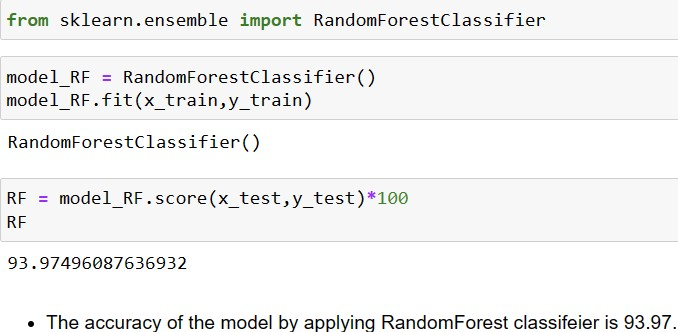 from sklearn.ensemble import RandomForestClassifier
model_RF = RandomForestClassifier()
model_RF.fit(x_train,y_train)
RandomForestClassifier()
RF = model_RF.score(x_test,y_test)*100
RF
93.97496087636932
• The accuracy of the model by applying RandomForest classifeier is 93.97.